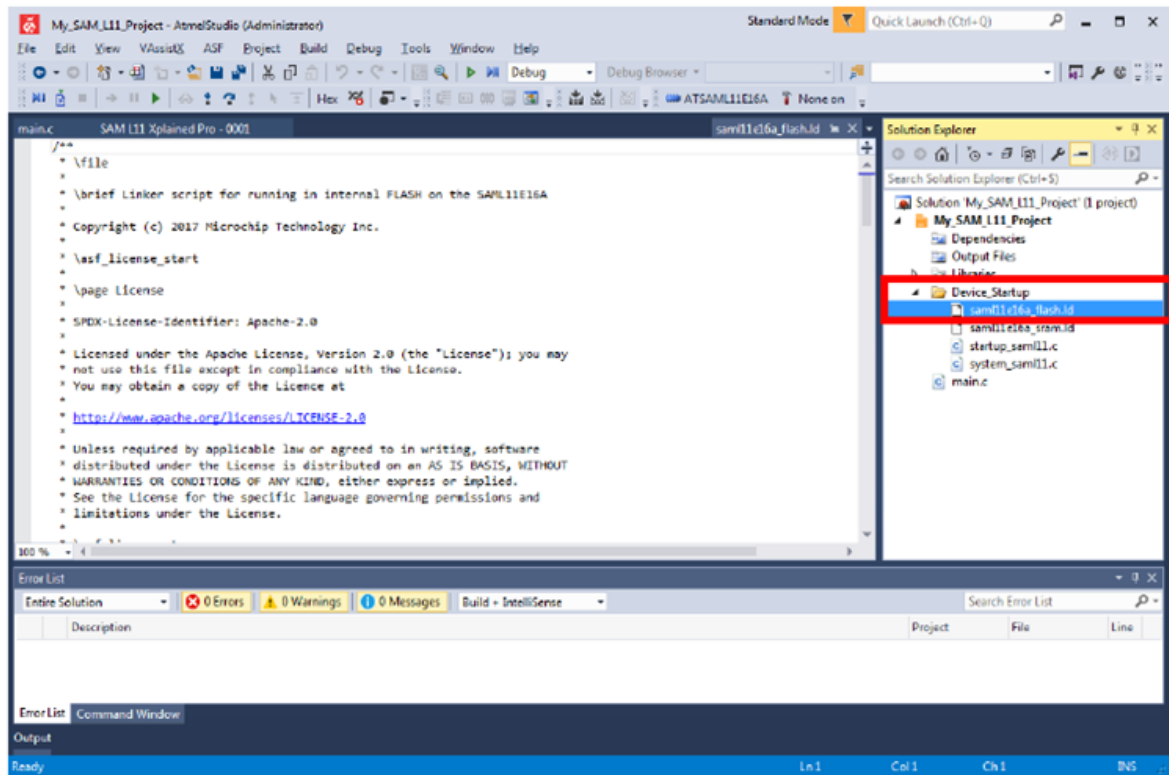 My_SAM_L11_Project - AtmelStudio (Administrator)
Standard Mode
Quick Launch (Ctrl+Q)
File Edit View VAssistX ASF Project Build Debug Tools Window Help
Debug
Debug Browser
Hex
ATSAML11E16A
None on
main.c
SAM L11 Xplained Pro - 0001
saml11e16a_flash.ld
/**
* \file
*
* \brief Linker script for running in internal FLASH on the SAML11E16A
*
* Copyright (c) 2017 Microchip Technology Inc.
*
* \asf_license_start
*
* \page License
*
* SPDX-License-Identifier: Apache-2.0
*
* Licensed under the Apache License, Version 2.0 (the "License"); you may
* not use this file except in compliance with the License.
* You may obtain a copy of the Licence at
*
* http://www.apache.org/licenses/LICENSE-2.0
*
* Unless required by applicable law or agreed to in writing, software
* distributed under the License is distributed on an AS IS BASIS, WITHOUT
* WARRANTIES OR CONDITIONS OF ANY KIND, either express or implied.
* See the License for the specific language governing permissions and
* limitations under the License.
*
100 %
Solution Explorer
Search Solution Explorer (Ctrl+$)
Solution 'My_SAM_L11_Project' (1 project)
My_SAM_L11_Project
Dependencies
Output Files
Libraries
Device_Startup
saml11e16a_flash.ld
saml11e16a_sram.ld
startup_saml11.c
system_saml11.c
main.c
Error List
Entire Solution
0 Errors
0 Warnings
0 Messages
Build + IntelliSense
Search Error List
Description
Project
File
Line
Error List
Command Window
Output
Ready
Ln 1
Col 1
Ch 1
INS